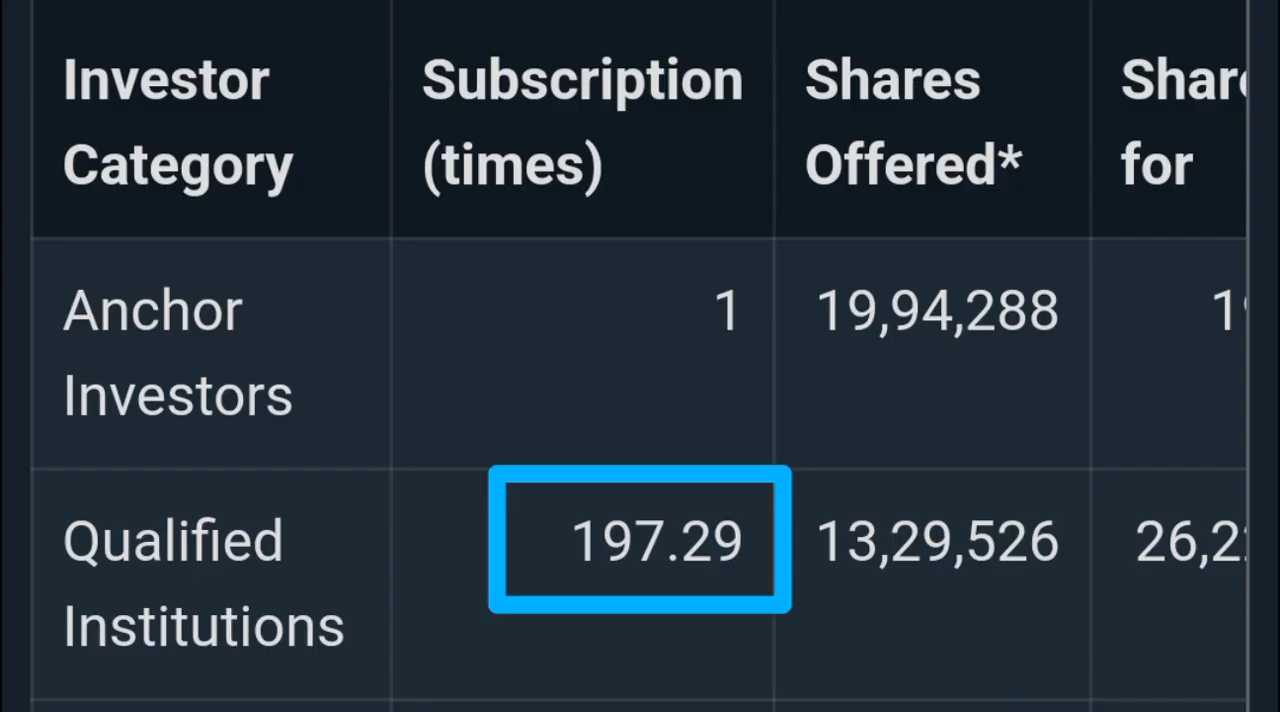 Investor Category
Subscription (times)
Shares Offered*
for
Anchor Investors
1
19,94,288
Qualified Institutions
197.29
13,29,526